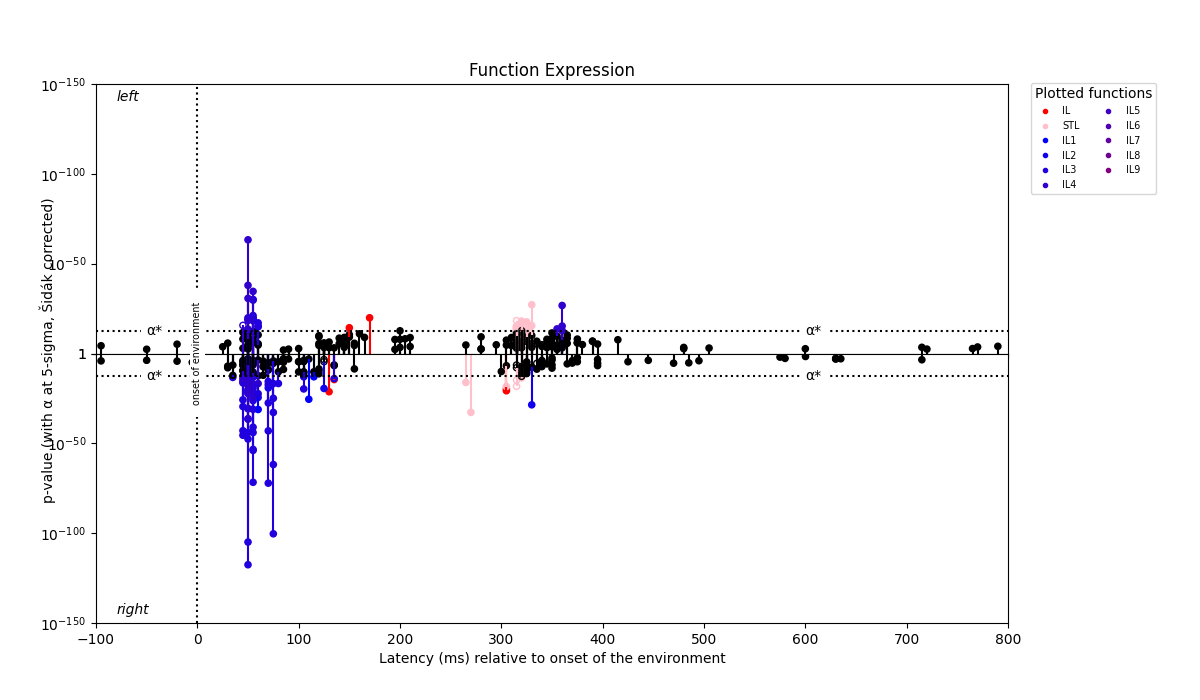 Function Expression
p-value (with α at 5-sigma, Šidák corrected)
10^-150
10^-100
10^-50
1
10^-50
10^-100
10^-150
left
right
α*
α*
α*
α*
onset of environment
−100
0
100
200
300
400
500
600
700
800
Latency (ms) relative to onset of the environment
Plotted functions
IL
STL
IL1
IL2
IL3
IL4
IL5
IL6
IL7
IL8
IL9